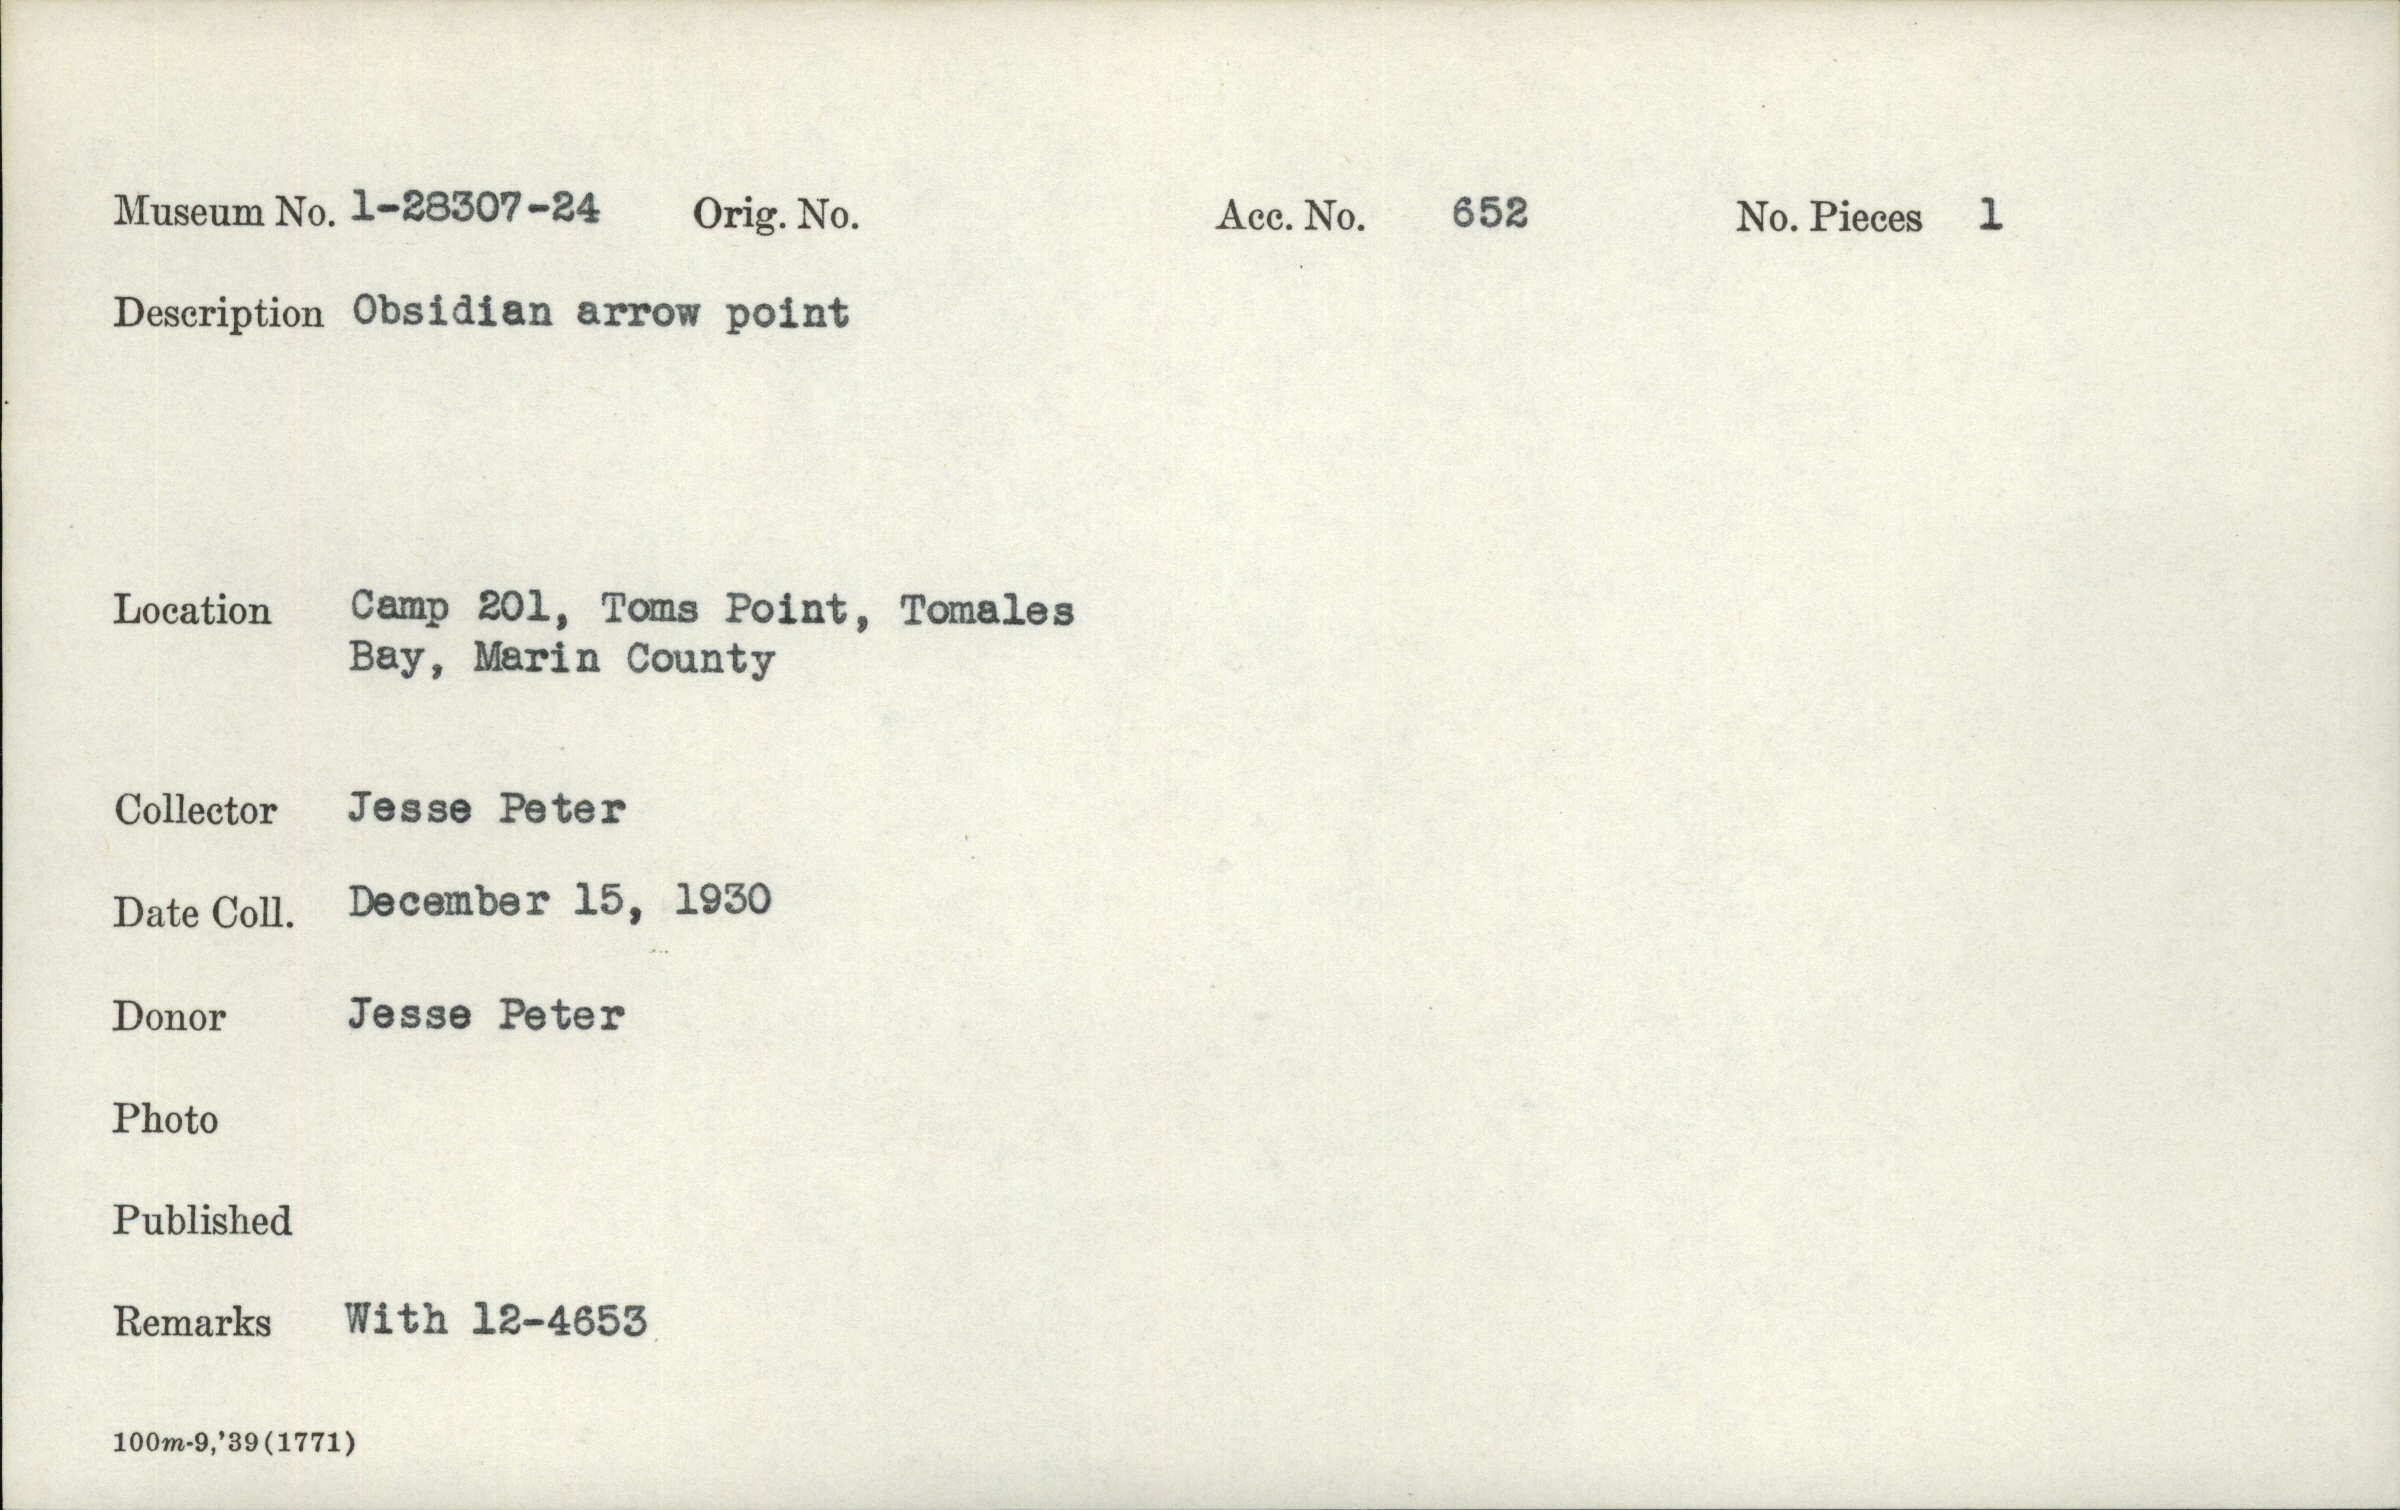 Museum No. 1-28307-24 Orig. No. Acc. No. 652 No. Pieces 1
Description Obsidian arrow point
Location Camp 201, Toms Point, Tomales
Bay, Marin County
Collector Jesse Peter
Date Coll. December 15, 1930
Donor Jesse Peter
Photo
Published
Remarks With 12-4653
100m-9,'39(1771)